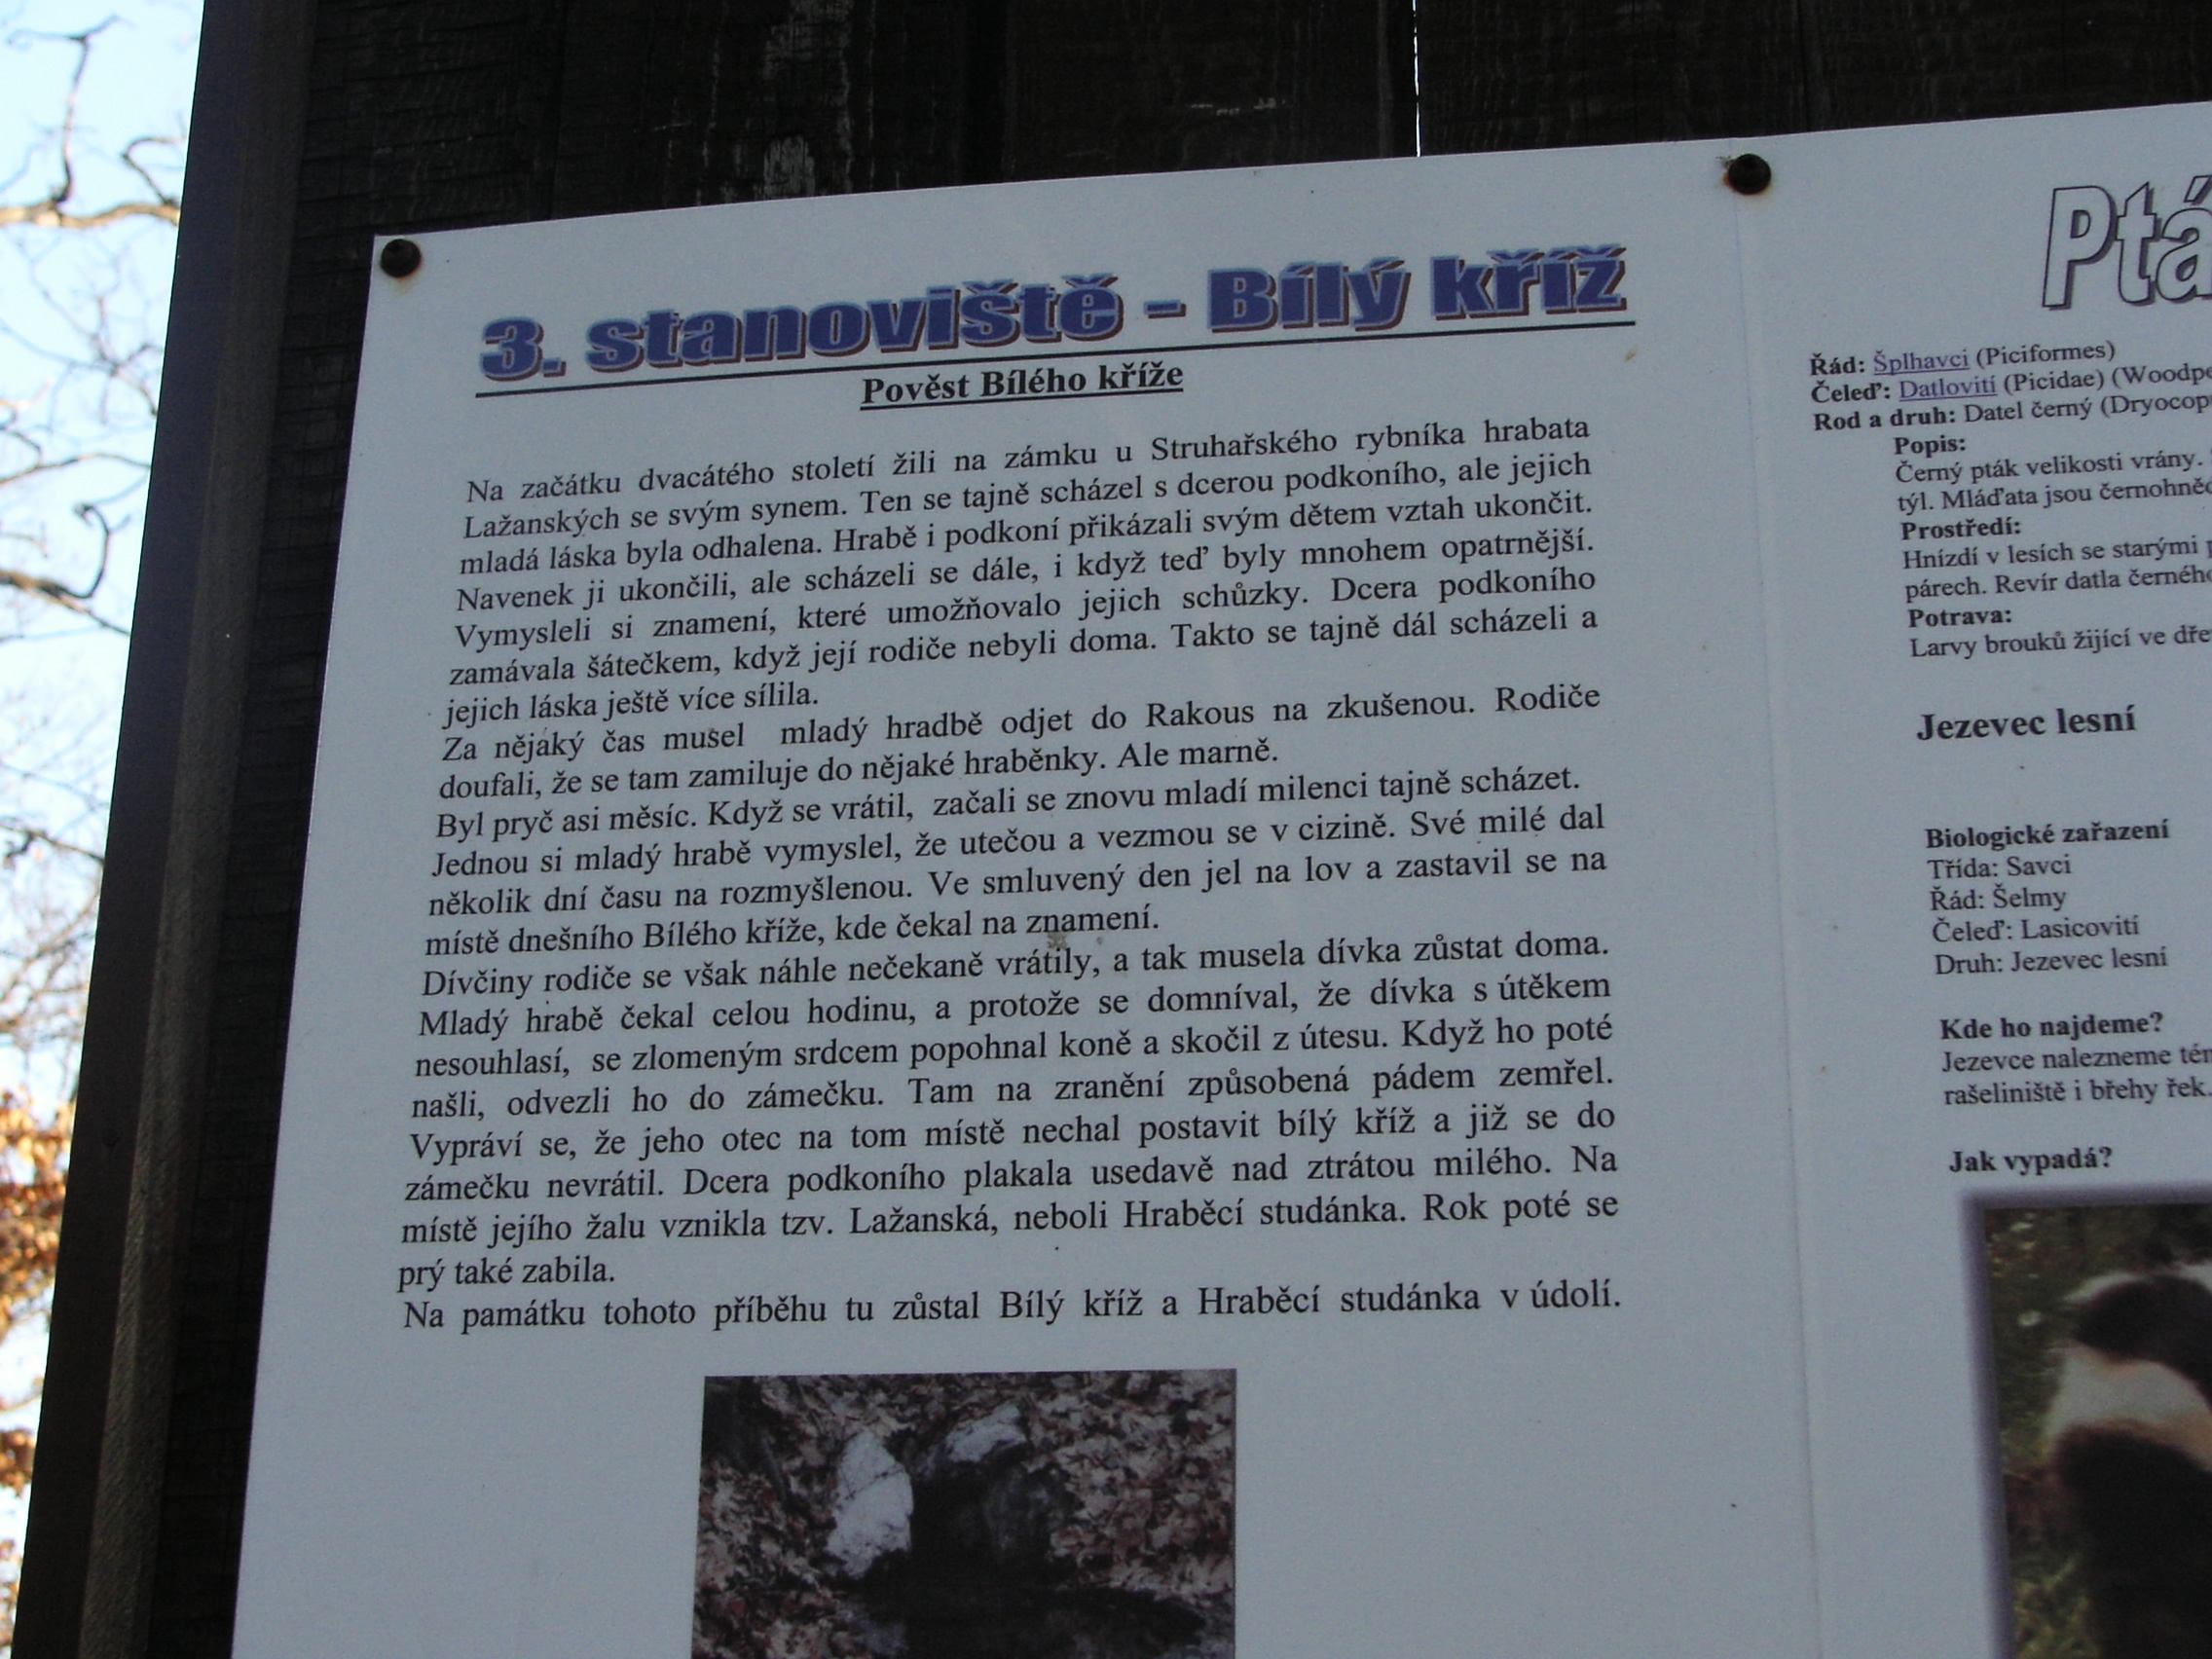 3. stanoviště - Bílý kříž
Pověst Bílého kříže
Na začátku dvacátého století žili na zámku u Struhařského rybníka hrabata
Lažanských se svým synem. Ten se tajně scházel s dcerou podkoního, ale jejich
mladá láska byla odhalena. Hrabě i podkoní přikázali svým dětem vztah ukončit.
Navenek ji ukončili, ale scházeli se dále, i když teď byly mnohem opatrnější.
Vymysleli si znamení, které umožňovalo jejich schůzky. Dcera podkoního
zamávala šátečkem, když její rodiče nebyli doma. Takto se tajně dál scházeli a
jejich láska ještě více sílila.
Za nějaký čas musel mladý hradbě odjet do Rakous na zkušenou. Rodiče
doufali, že se tam zamiluje do nějaké hraběnky. Ale marně.
Byl pryč asi měsíc. Když se vrátil, začali se znovu mladí milenci tajně scházet.
Jednou si mladý hrabě vymyslel, že utečou a vezmou se v cizině. Své milé dal
několik dní času na rozmyšlenou. Ve smluvený den jel na lov a zastavil se na
místě dnešního Bílého kříže, kde čekal na znamení.
Dívčiny rodiče se však náhle nečekaně vrátily, a tak musela dívka zůstat doma.
Mladý hrabě čekal celou hodinu, a protože se domníval, že dívka s útěkem
nesouhlasí, se zlomeným srdcem popohnal koně a skočil z útesu. Když ho poté
našli, odvezli ho do zámečku. Tam na zranění způsobená pádem zemřel.
Vypráví se, že jeho otec na tom místě nechal postavit bílý kříž a již se do
zámečku nevrátil. Dcera podkoního plakala usedavě nad ztrátou milého. Na
místě jejího žalu vznikla tzv. Lažanská, neboli Hraběcí studánka. Rok poté se
prý také zabila.
Na památku tohoto příběhu tu zůstal Bílý kříž a Hraběcí studánka v údolí.
Ptá
Řád: Šplhavci (Piciformes)
Čeleď: Datlovití (Picidae) (Woodpe
Rod a druh: Datel černý (Dryocop
Popis:
Černý pták velikosti vrány.
týl. Mláďata jsou černohněd
Prostředí:
Hnízdí v lesích se starými
párech. Revír datla černého
Potrava:
Larvy brouků žijící ve dře
Jezevec lesní
Biologické zařazení
Třída: Savci
Řád: Šelmy
Čeleď: Lasicovití
Druh: Jezevec lesní
Kde ho najdeme?
Jezevce nalezneme tém
rašeliniště i břehy řek.
Jak vypadá?